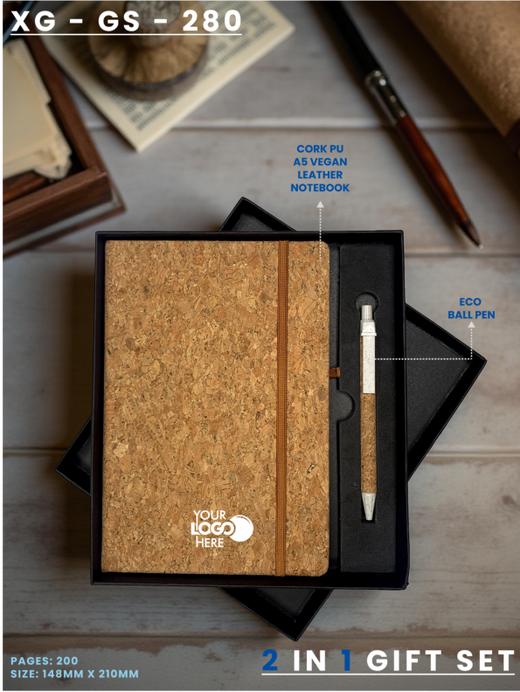 XG - GS - 280
CORK PU
A5 VEGAN
LEATHER
NOTEBOOK
ECO
BALL PEN
YOUR
LOGO
HERE
PAGES: 200
SIZE: 148MM X 210MM
2 IN 1 GIFT SET